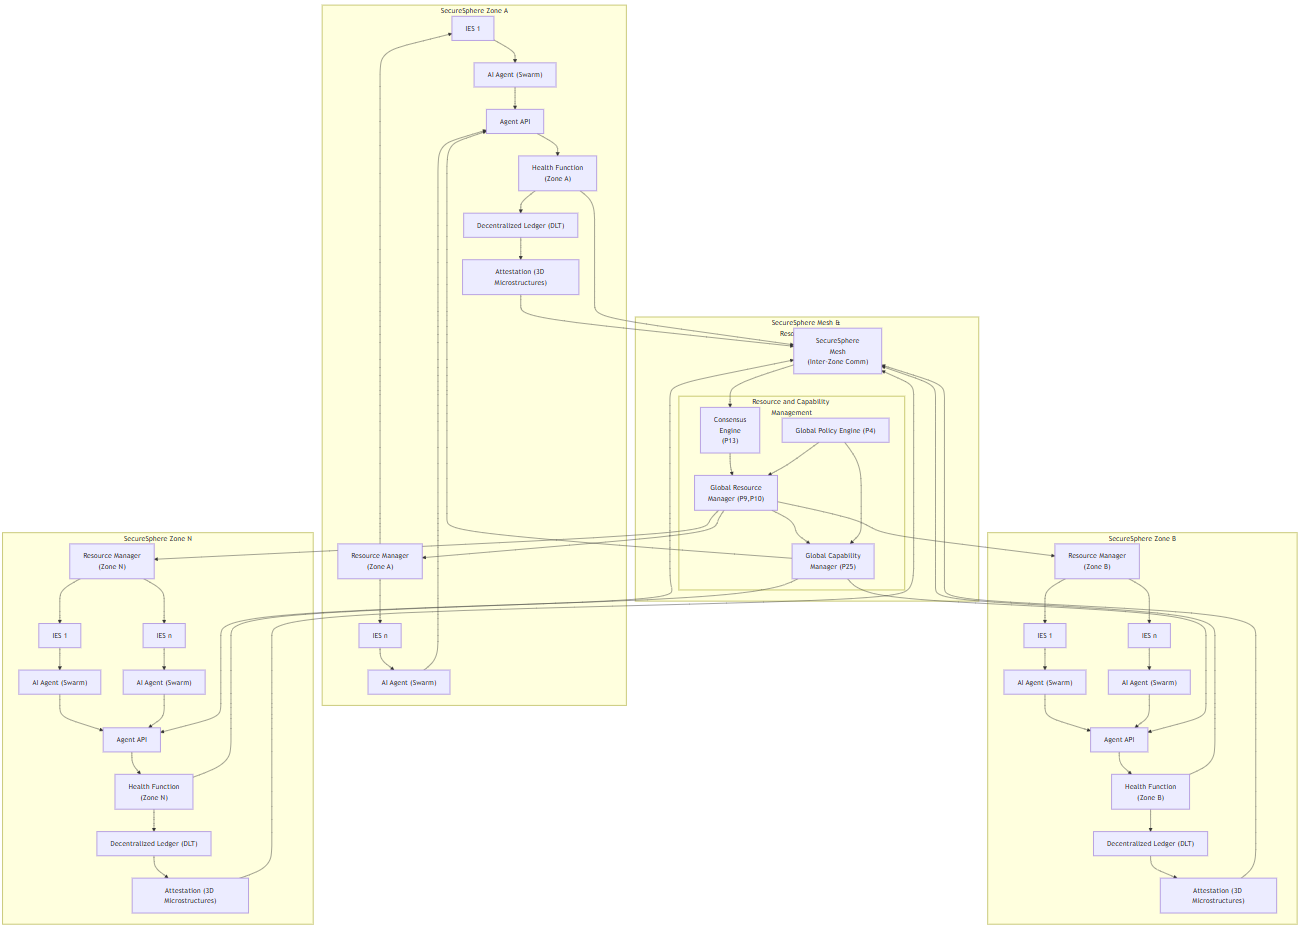 SecureSphere Zone A
IES 1
AI Agent (Swarm)
Agent API
Health Function
(Zone A)
Decentralized Ledger (DLT)
Attestation (3D
Microstructures)
Resource Manager
(Zone A)
IES n
AI Agent (Swarm)
SecureSphere Mesh &
SecureSphere
Mesh
(Inter-Zone Comm)
Resource and Capability
Management
Consensus
Engine
(P13)
Global Policy Engine (P4)
Global Resource
Manager (P9,P10)
Global Capability
Manager (P25)
SecureSphere Zone N
Resource Manager
(Zone N)
IES 1
IES n
AI Agent (Swarm)
AI Agent (Swarm)
Agent API
Health Function
(Zone N)
Decentralized Ledger (DLT)
Attestation (3D
Microstructures)
SecureSphere Zone B
Resource Manager
(Zone B)
IES 1
IES n
AI Agent (Swarm)
AI Agent (Swarm)
Agent API
Health Function
(Zone B)
Decentralized Ledger (DLT)
Attestation (3D
Microstructures)